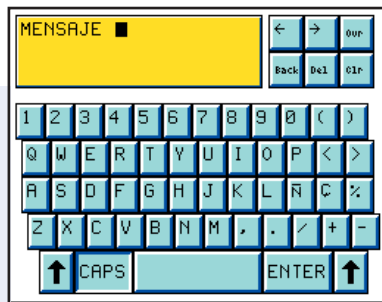 MENSAJE
← → Ovr
Back Del Clr
1 2 3 4 5 6 7 8 9 0 ( )
Q W E R T Y U I O P < >
A S D F G H J K L Ñ Ç %
Z X C V B N M , . / + -
↑ CAPS ENTER ↑